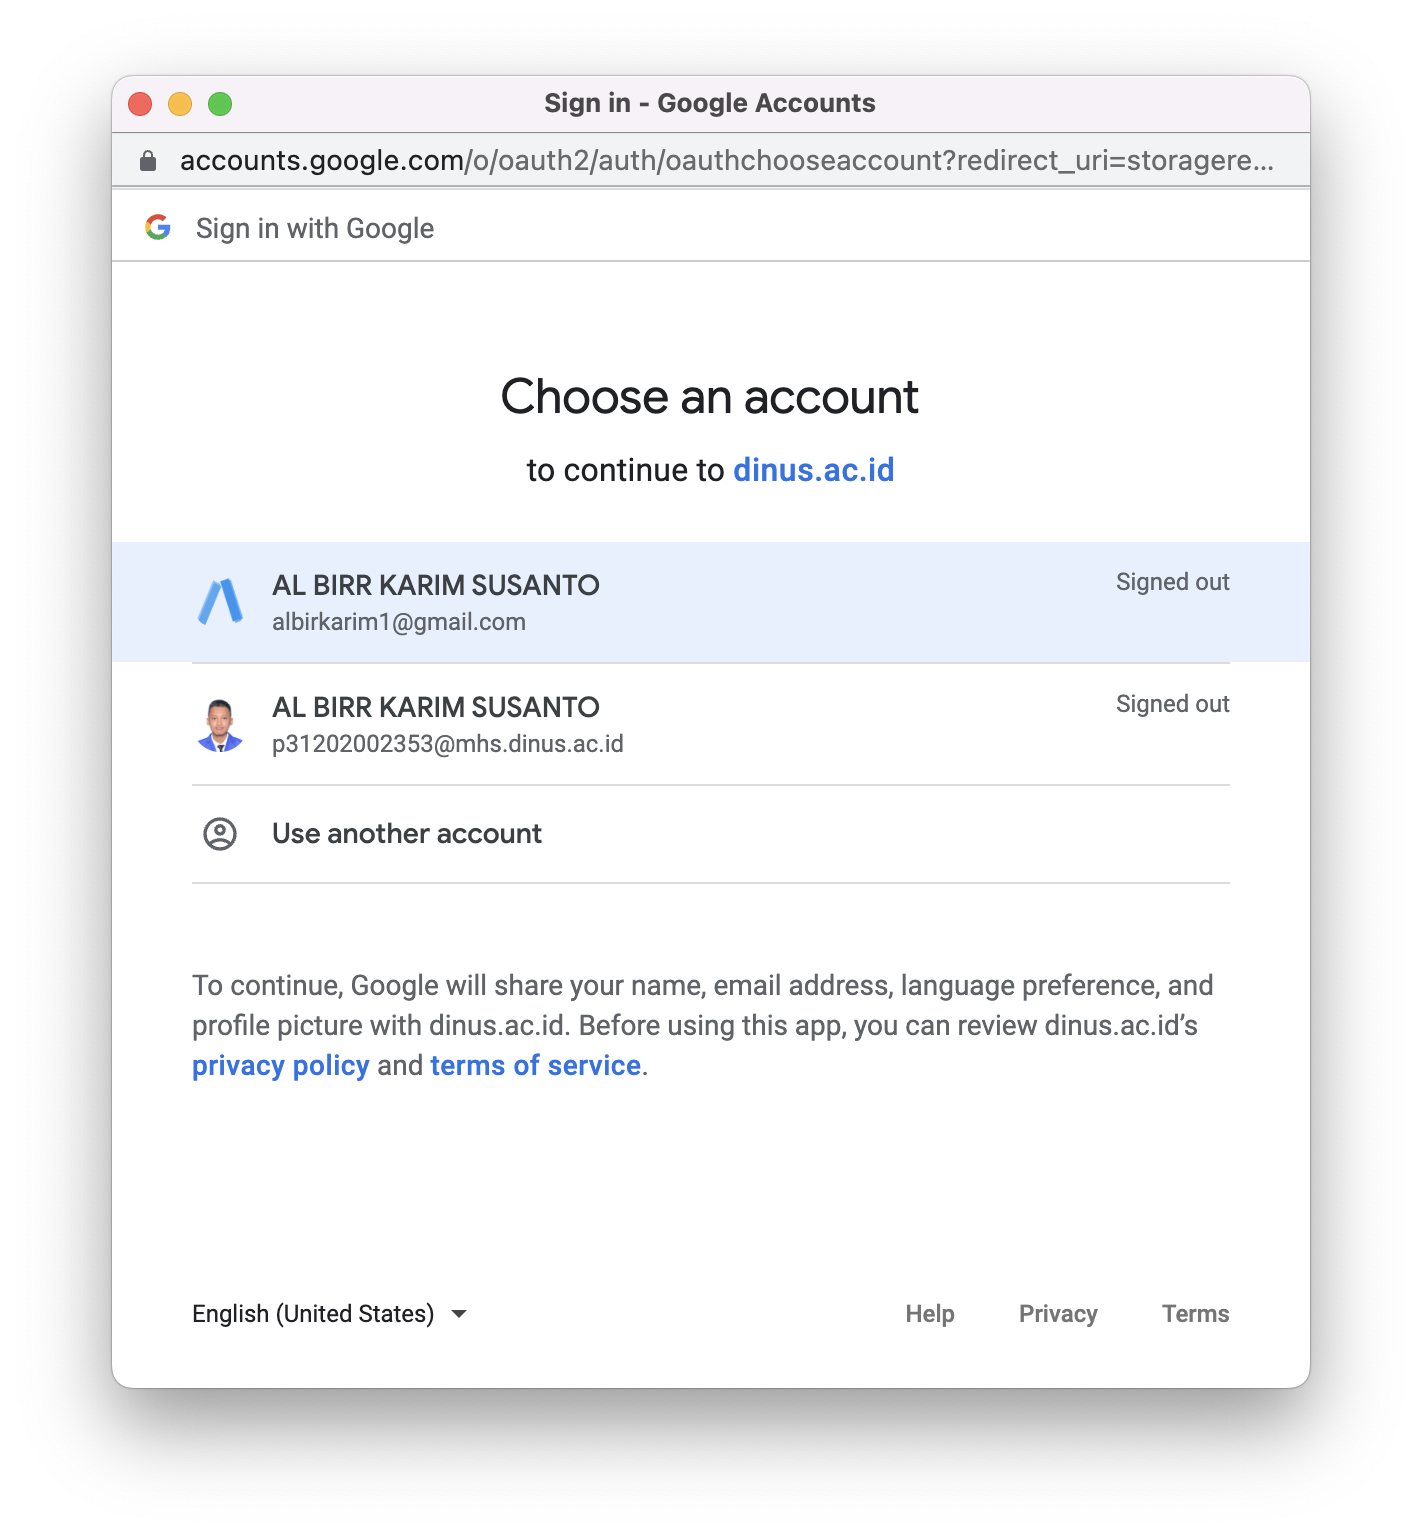 Sign in - Google Accounts
accounts.google.com/o/oauth2/auth/oauthchooseaccount?redirect_uri=storagere...
Sign in with Google
Choose an account
to continue to dinus.ac.id
AL BIRR KARIM SUSANTO
Signed out
albirkarim1@gmail.com
AL BIRR KARIM SUSANTO
Signed out
p31202002353@mhs.dinus.ac.id
Use another account
To continue, Google will share your name, email address, language preference, and
profile picture with dinus.ac.id. Before using this app, you can review dinus.ac.id’s
privacy policy and terms of service.
English (United States)
Help Privacy Terms